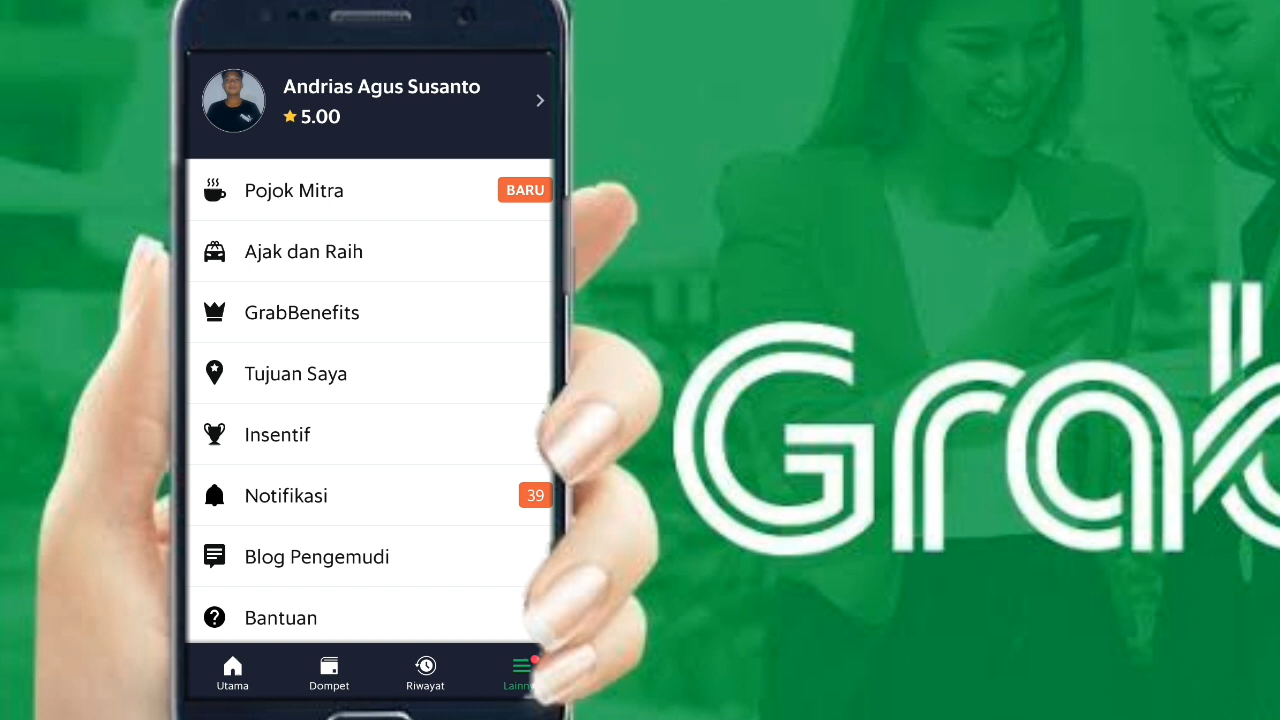 Andrias Agus Susanto
5.00
Pojok Mitra
BARU
Ajak dan Raih
GrabBenefits
Tujuan Saya
Insentif
Notifikasi
39
Blog Pengemudi
Bantuan
Utama
Dompet
Riwayat
Grab